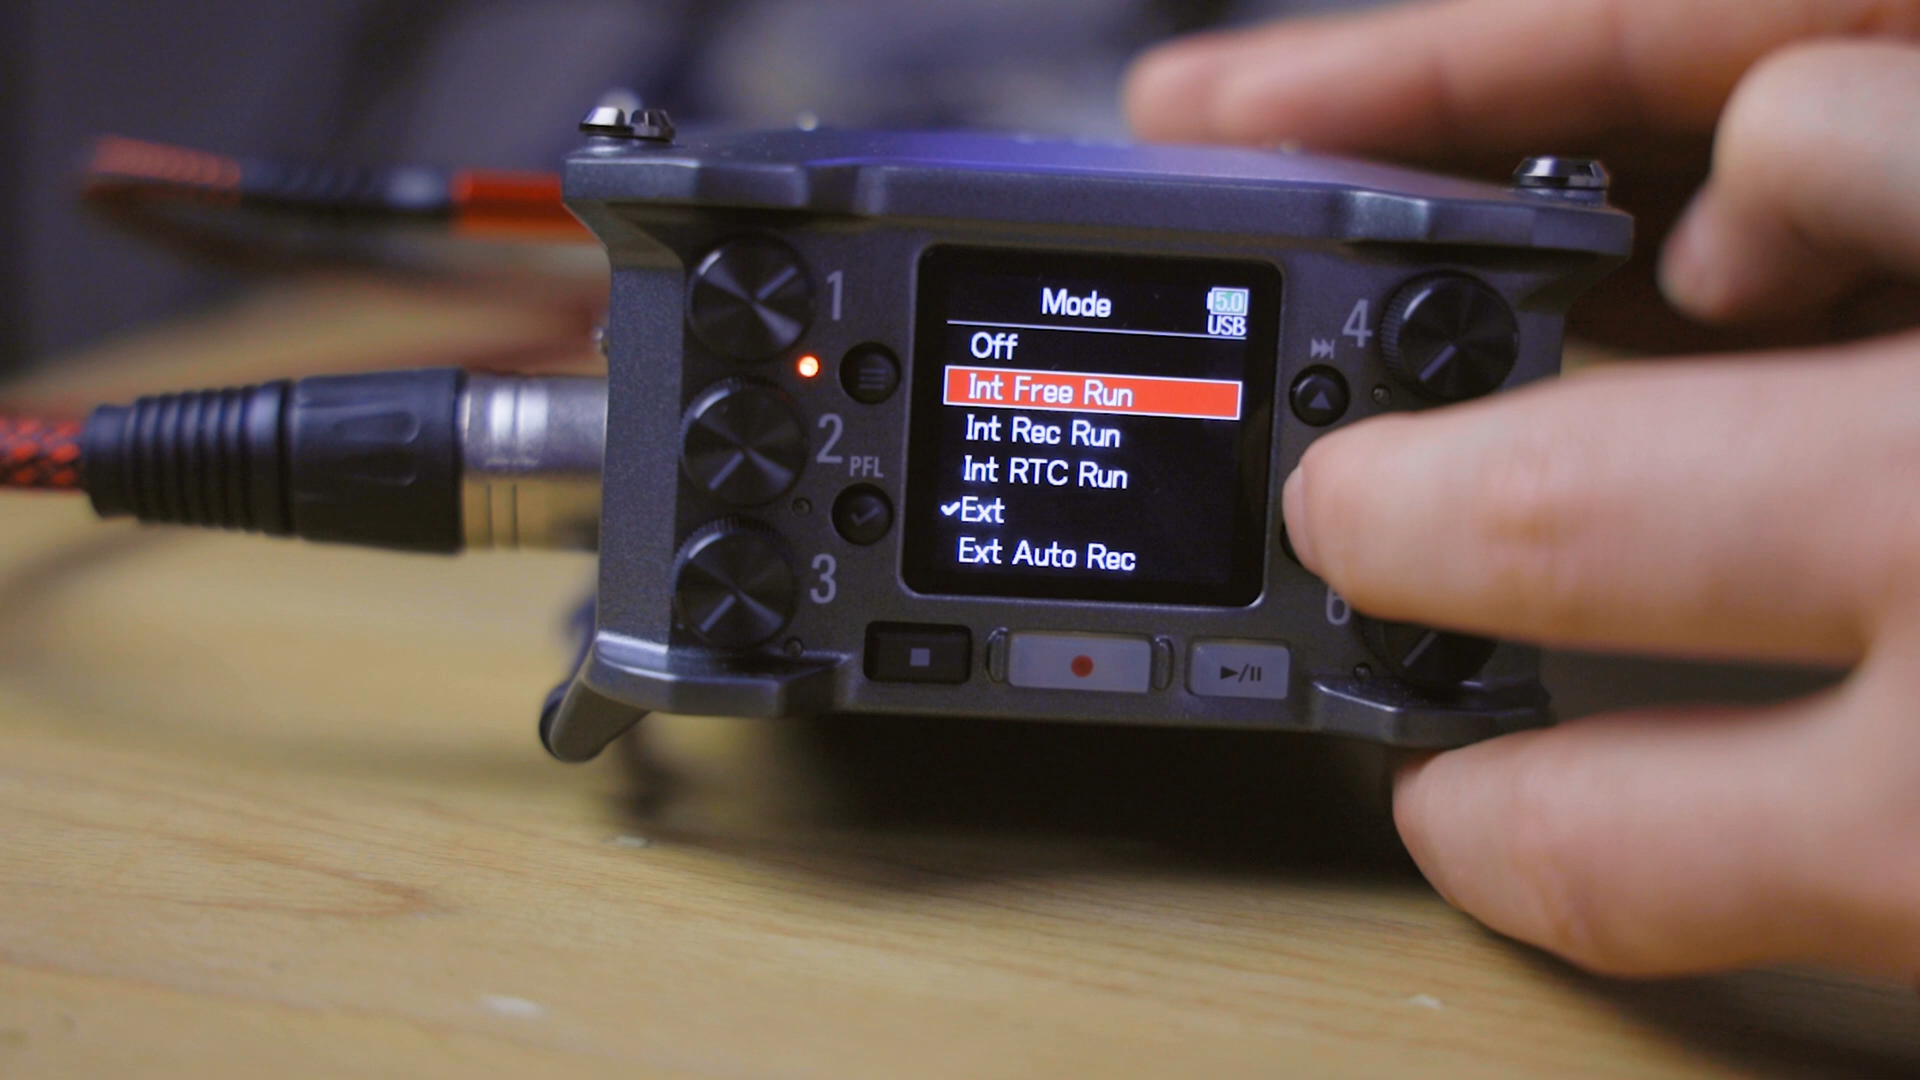 1
2
PFL
3
Mode
5.0
USB
Off
Int Free Run
Int Rec Run
Int RTC Run
✔Ext
Ext Auto Rec
4
6